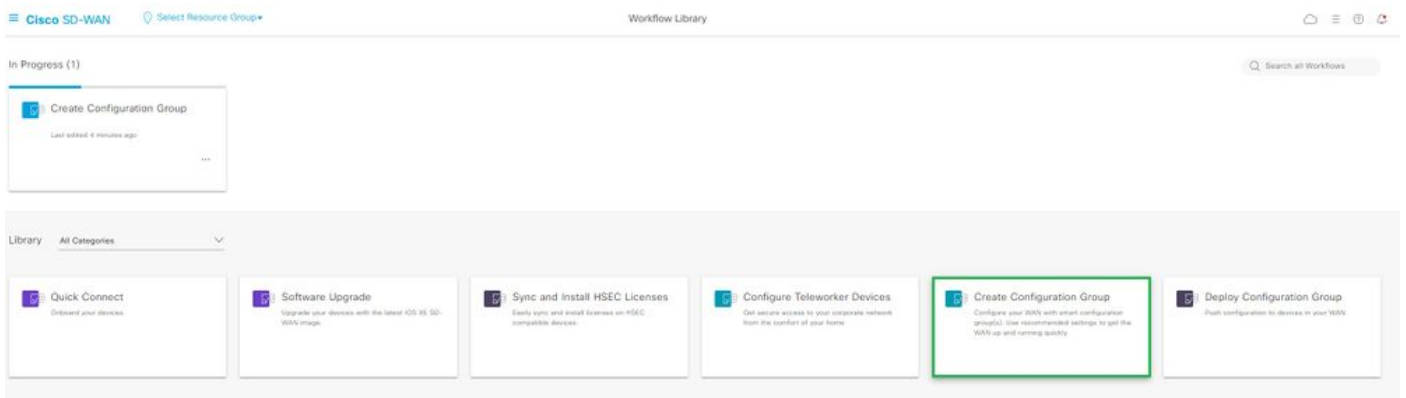 Cisco SD-WAN
Select Resource Group
Workflow Library
In Progress (1)
Search all Workflows
Create Configuration Group
Last edited 4 minutes ago
...
Library
All Categories
Quick Connect
Onboard your devices
Software Upgrade
Upgrade your devices with the latest IOS XE SD-
WAN image.
Sync and Install HSEC Licenses
Easily sync and install licenses on HSEC
compatible devices.
Configure Teleworker Devices
Get secure access to your corporate network
from the comfort of your home
Create Configuration Group
Configure your WAN with smart configuration
group(s). Use recommended settings to get the
WAN up and running quickly
Deploy Configuration Group
Push configuration to devices in your WAN